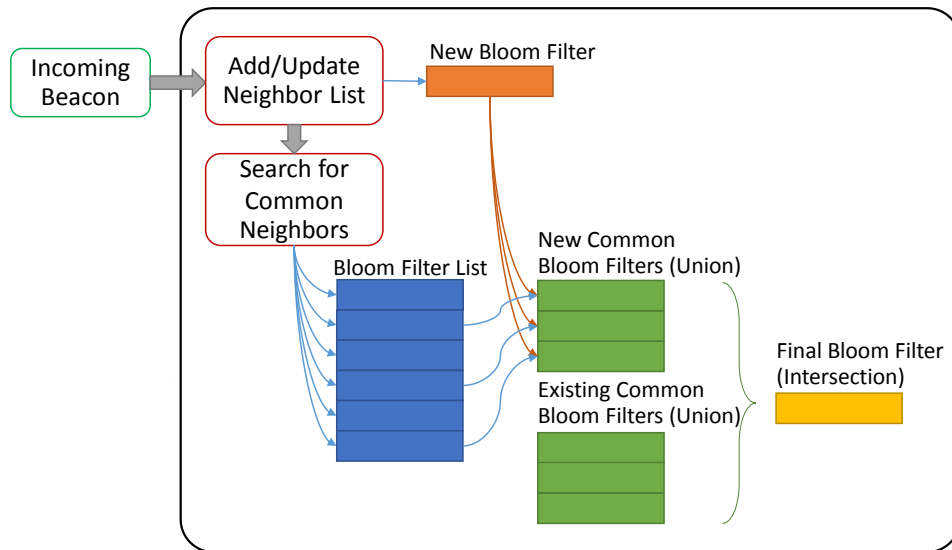 Incoming
Beacon
Add/Update
Neighbor List
New Bloom Filter
Search for
Common
Neighbors
Bloom Filter List
New Common
Bloom Filters (Union)
Existing Common
Bloom Filters (Union)
Final Bloom Filter
(Intersection)